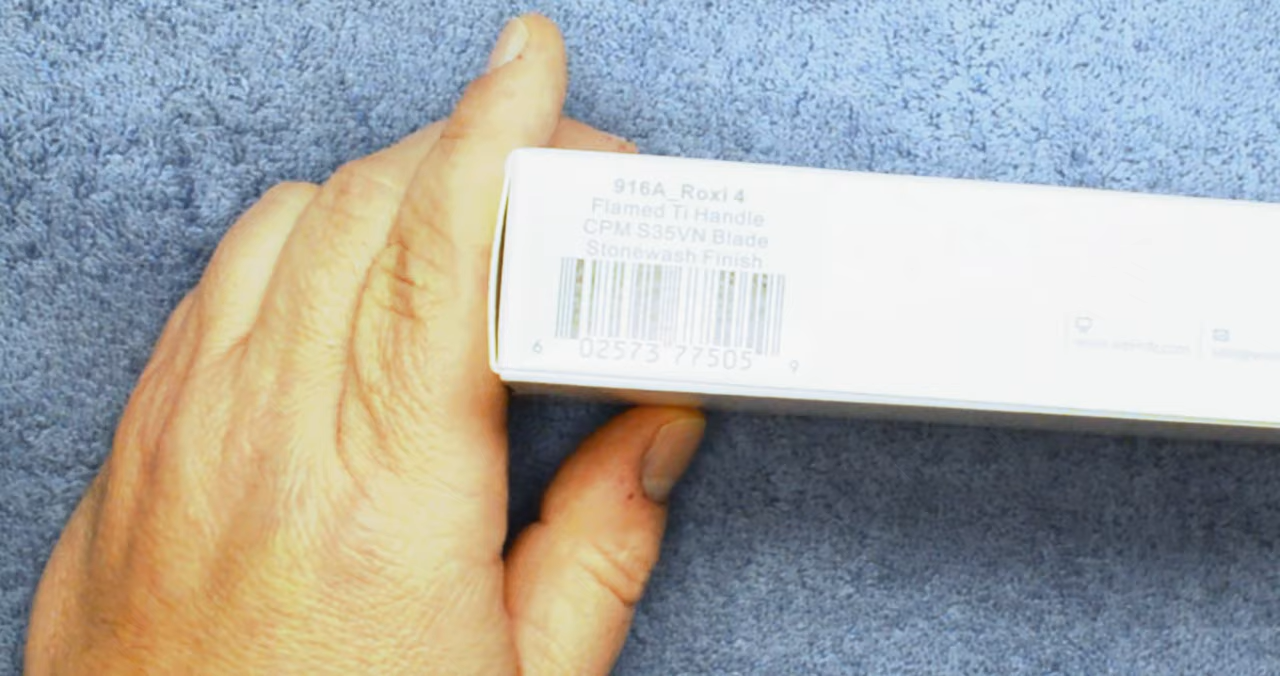 916A_Roxi 4
Flamed Ti Handle
CPM S35VN Blade
Stonewash Finish
6 02573 77505 9